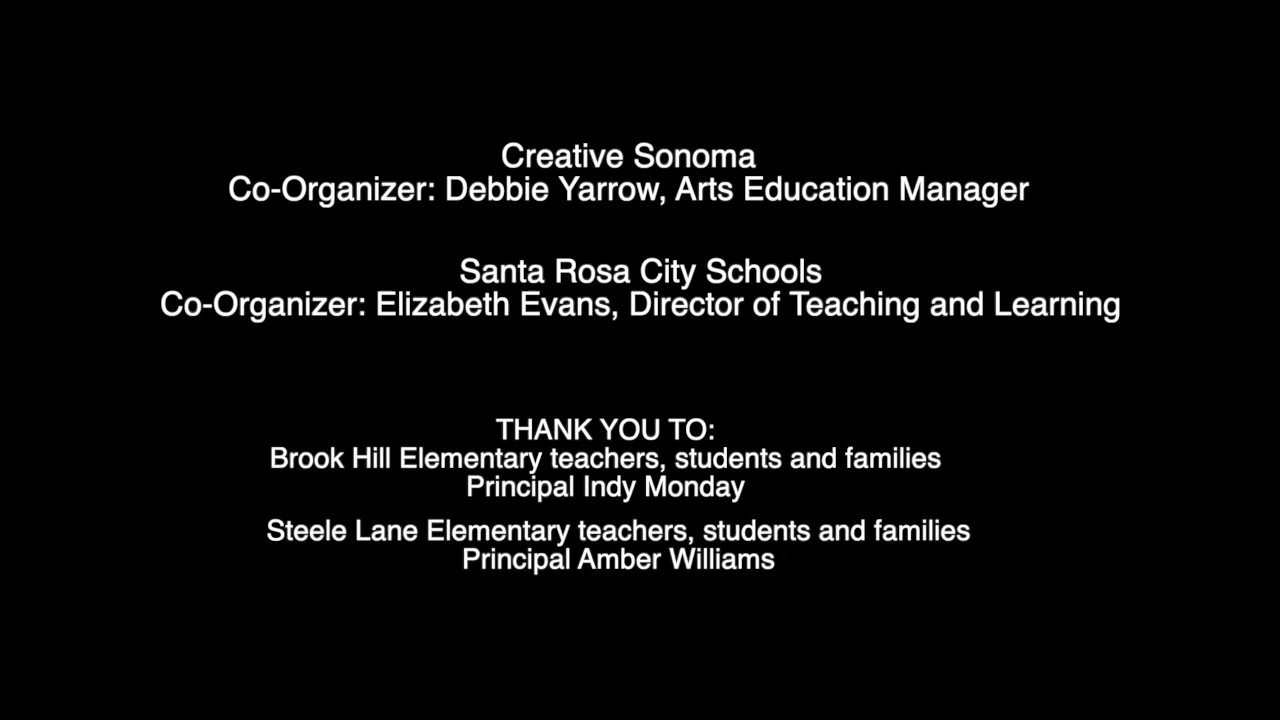 Creative Sonoma
Co-Organizer: Debbie Yarrow, Arts Education Manager
Santa Rosa City Schools
Co-Organizer: Elizabeth Evans, Director of Teaching and Learning
THANK YOU TO:
Brook Hill Elementary teachers, students and families
Principal Indy Monday
Steele Lane Elementary teachers, students and families
Principal Amber Williams